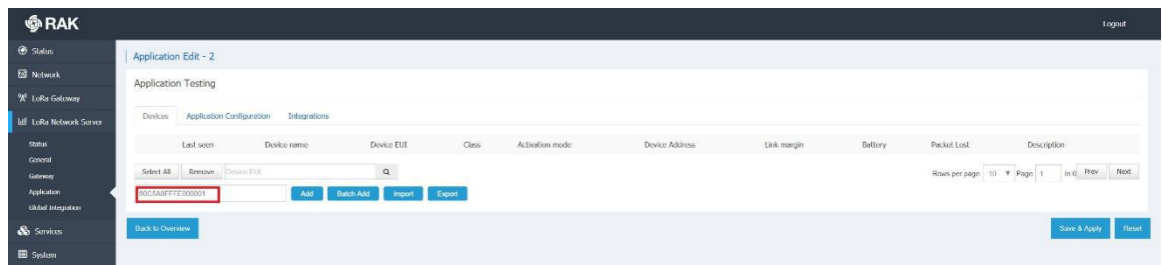 RAK
Logout
Status
Network
LoRa Gateway
LoRa Network Server
Status
General
Gateway
Application
Global Integration
Services
System
Application Edit - 2
Application Testing
Devices Application Configuration Integrations
Last seen Device name Device EUI Class Activation mode Device Address Link margin Battery Packet Lost Description
Select All Remove Device EUI Rows per page 10 Page 1 in 0 Prev Next
60C5A8FFFE000001 Add Batch Add Import Export
Back to Overview Save & Apply Reset